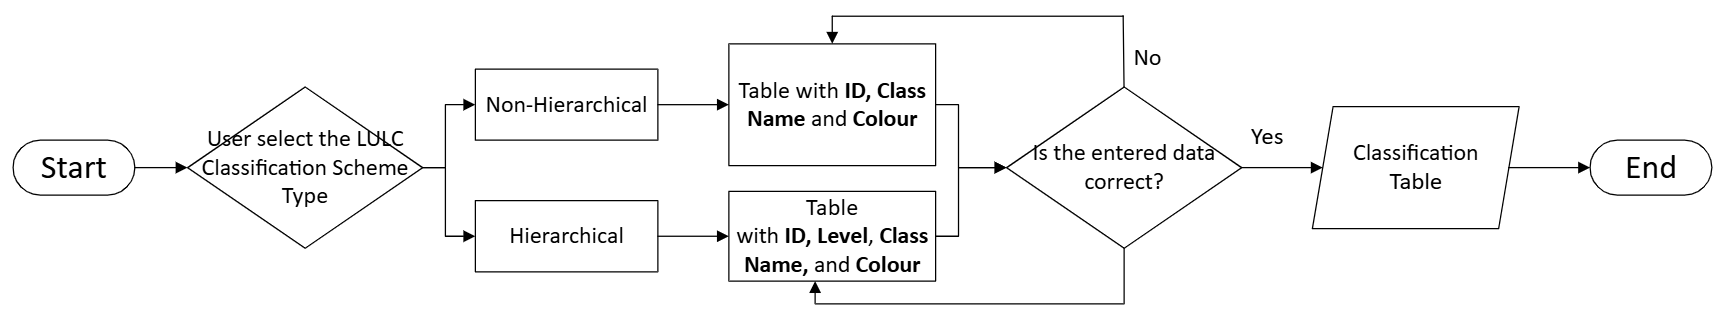 Start
User select the LULC
Classification Scheme
Type
Non-Hierarchical
Hierarchical
Table with ID, Class
Name and Colour
Table
with ID, Level, Class
Name, and Colour
No
Is the entered data
correct?
Yes
Classification
Table
End